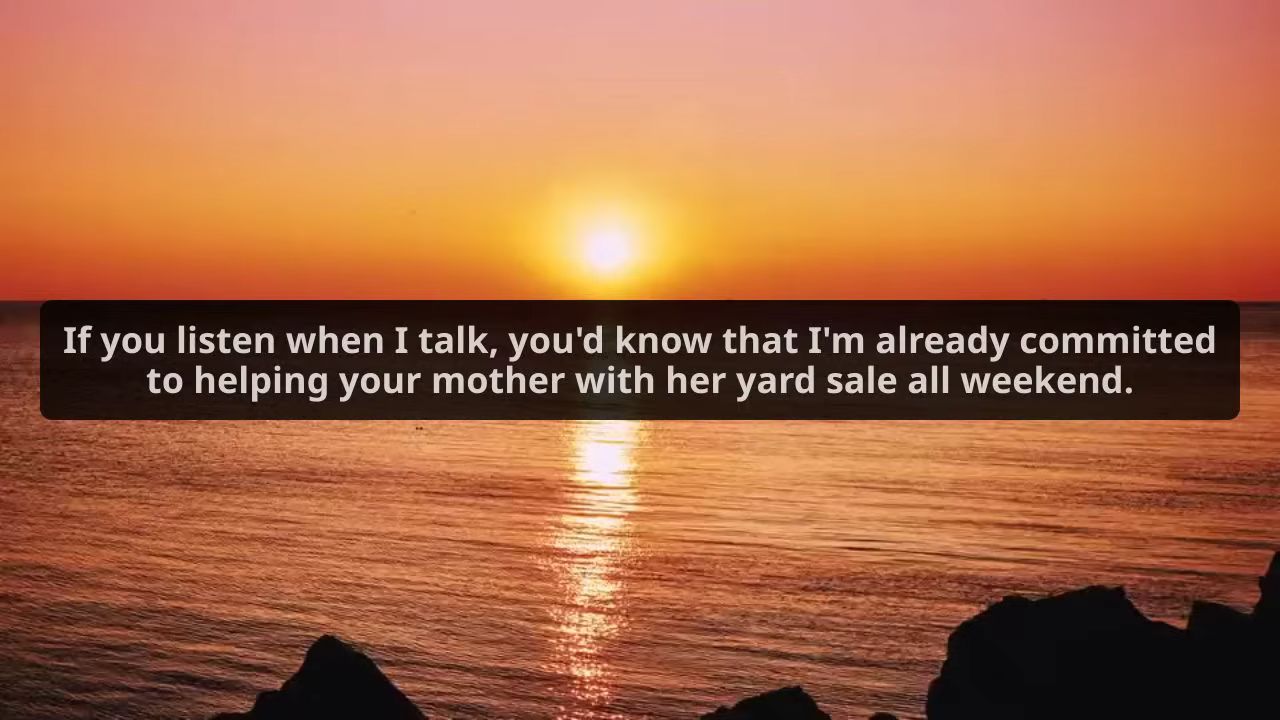 If you listen when I talk, you'd know that I'm already committed
to helping your mother with her yard sale all weekend.